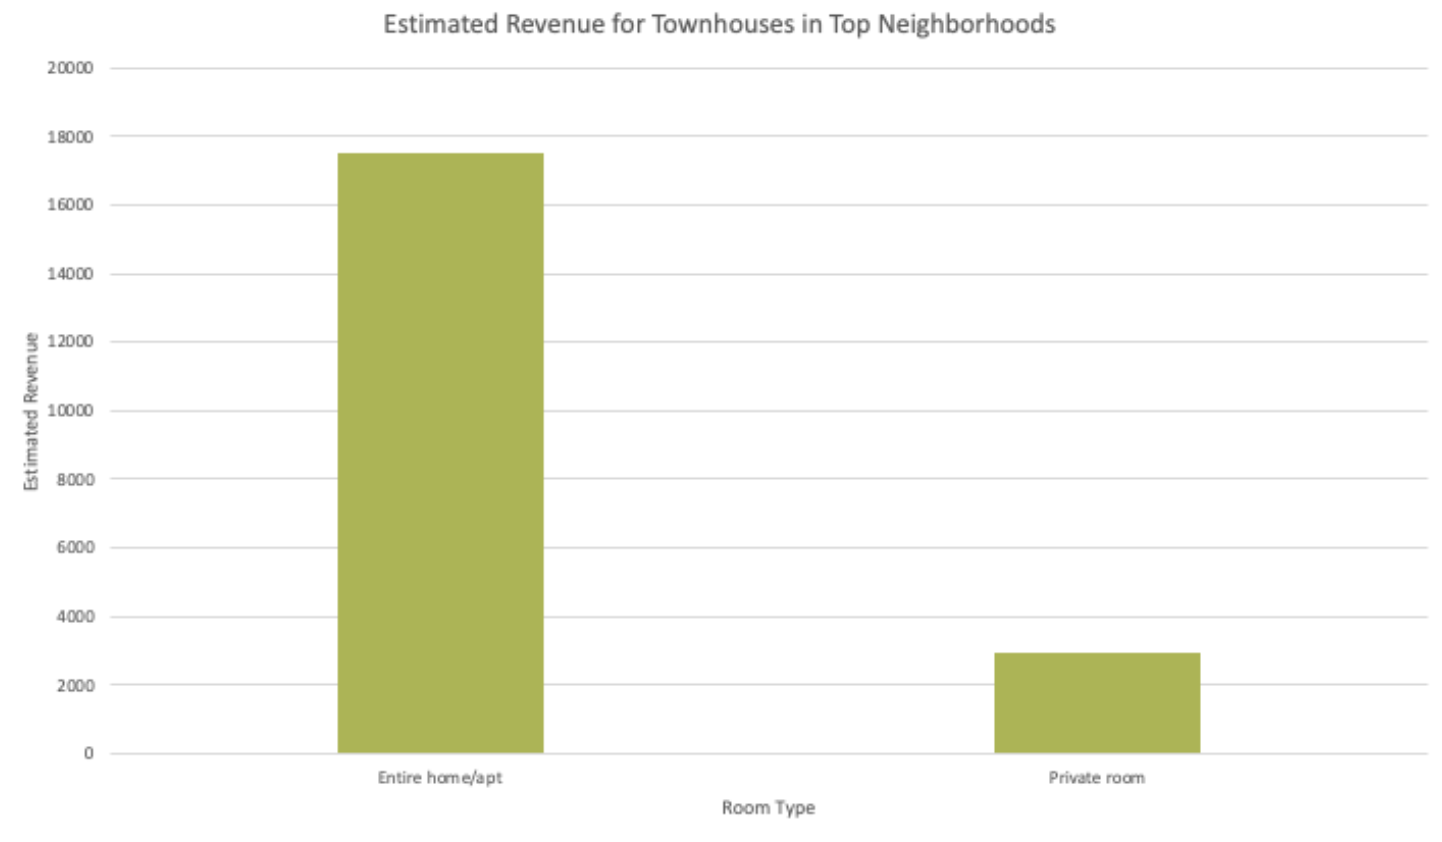 Estimated Revenue for Townhouses in Top Neighborhoods
20000
18000
16000
14000
12000
10000
8000
6000
4000
2000
0
Estimated Revenue
Entire home/apt
Private room
Room Type